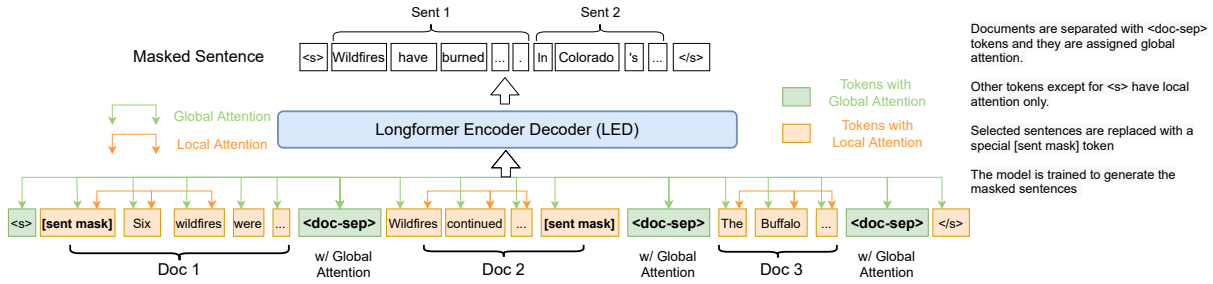 Sent 1 Sent 2
Masked Sentence <s> Wildfires have burned ... . In Colorado 's ... </s>
Global Attention
Local Attention
Longformer Encoder Decoder (LED)
Tokens with
Global Attention
Tokens with
Local Attention
Documents are separated with <doc-sep>
tokens and they are assigned global
attention.
Other tokens except for <s> have local
attention only.
Selected sentences are replaced with a
special [sent mask] token
The model is trained to generate the
masked sentences
<s> [sent mask] Six wildfires were ... <doc-sep> Wildfires continued ... [sent mask] <doc-sep> The Buffalo ... <doc-sep> </s>
Doc 1
w/ Global
Attention
Doc 2
w/ Global
Attention
Doc 3
w/ Global
Attention